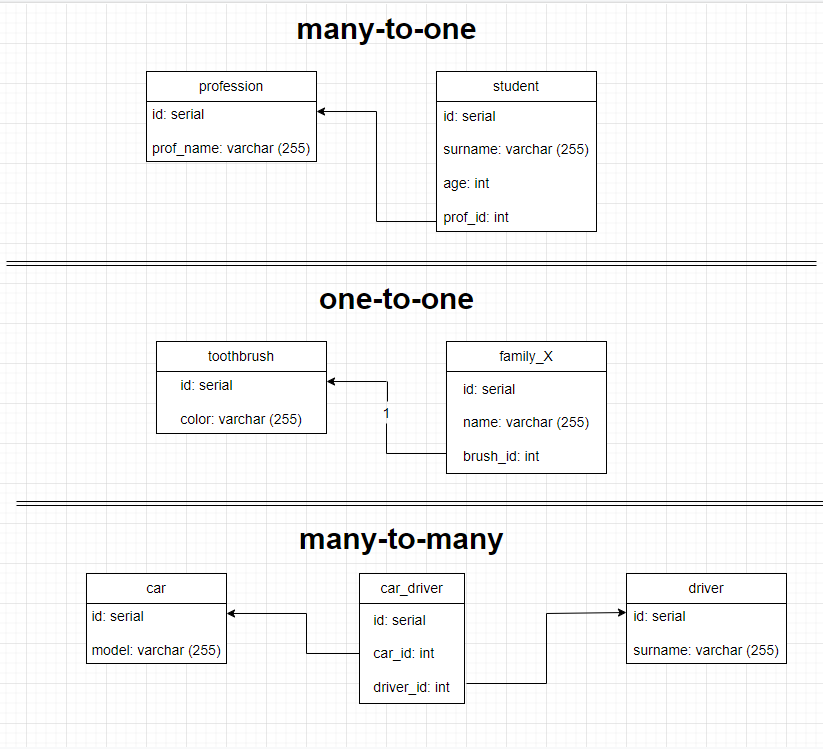 many-to-one
profession
id: serial
prof_name: varchar (255)
student
id: serial
surname: varchar (255)
age: int
prof_id: int
one-to-one
toothbrush
id: serial
color: varchar (255)
1
family_X
id: serial
name: varchar (255)
brush_id: int
many-to-many
car
id: serial
model: varchar (255)
car_driver
id: serial
car_id: int
driver_id: int
driver
id: serial
surname: varchar (255)